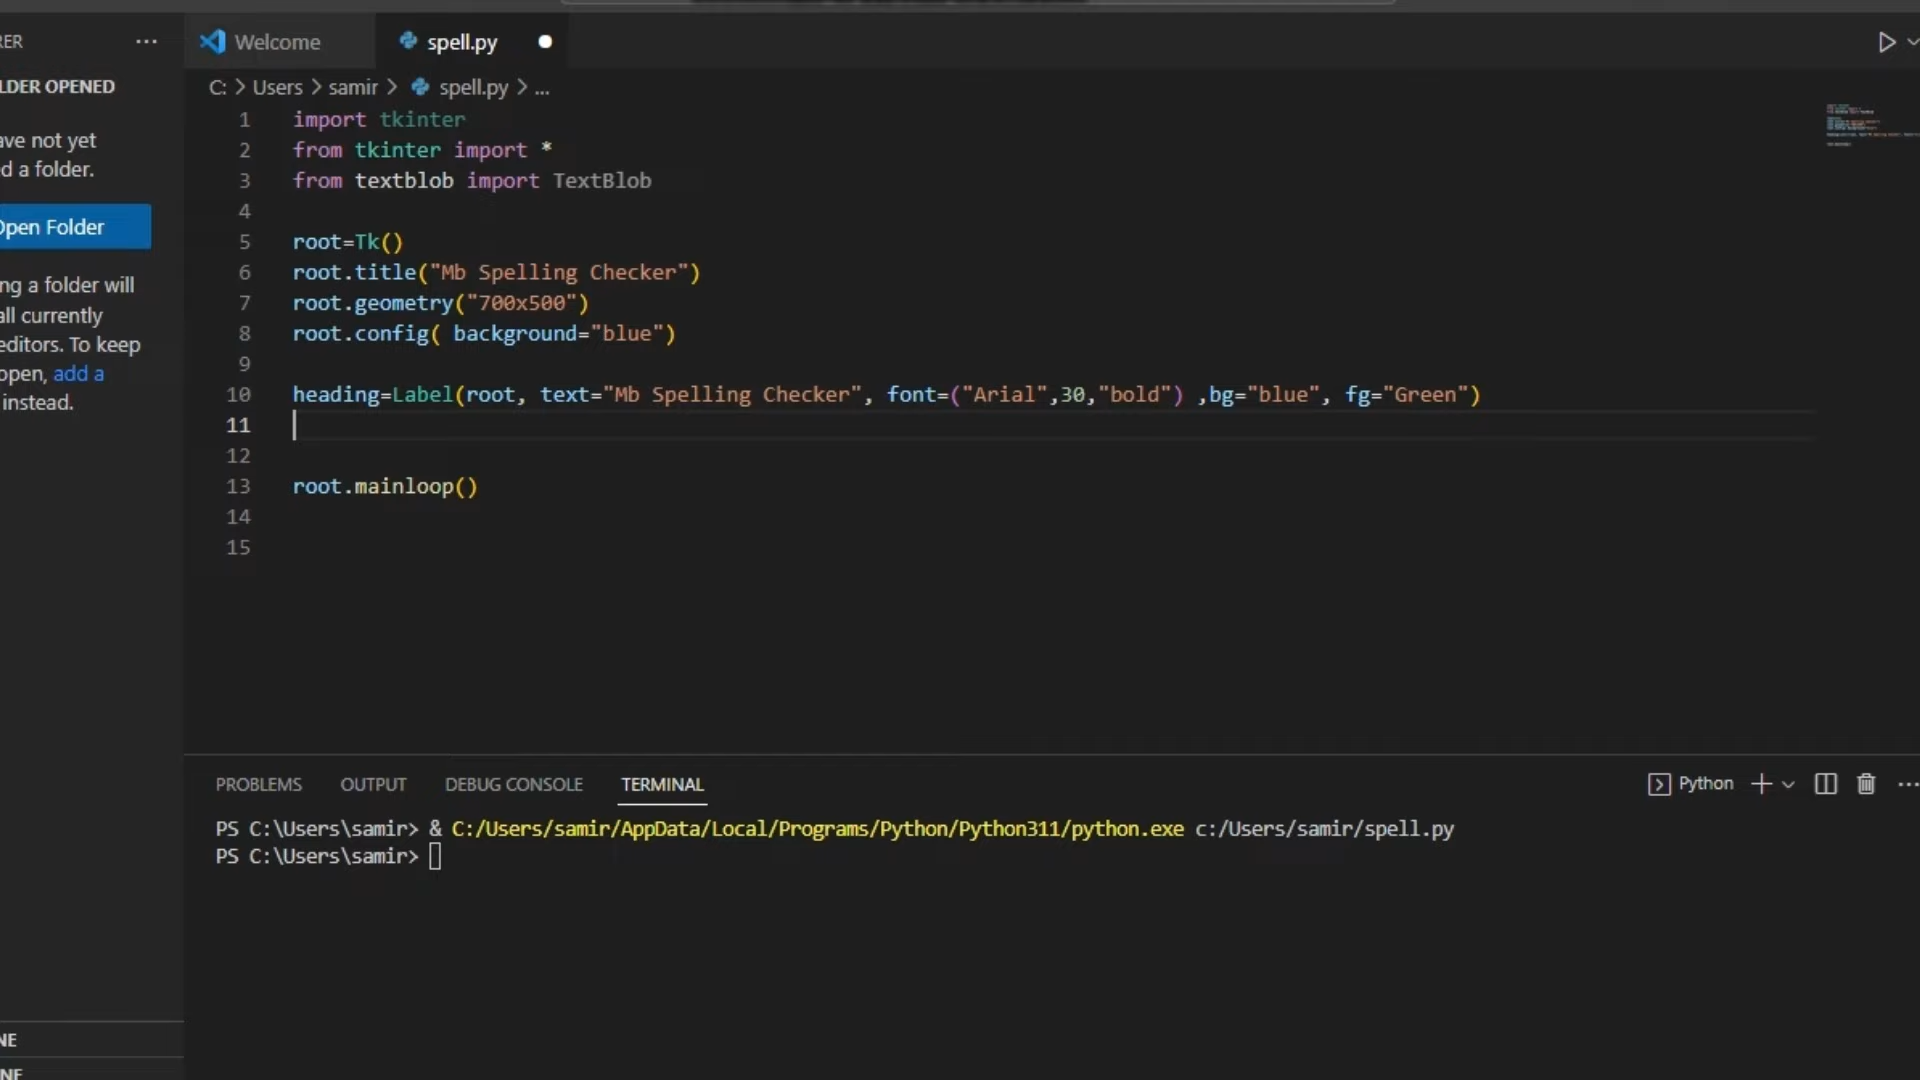 RER ...
Welcome
spell.py
LDER OPENED
C: > Users > samir > spell.py > ...
ave not yet
d a folder.
Open Folder
ng a folder will
all currently
editors. To keep
open, add a
instead.
1 import tkinter
2 from tkinter import *
3 from textblob import TextBlob
4
5 root=Tk()
6 root.title("Mb Spelling Checker")
7 root.geometry("700x500")
8 root.config( background="blue")
9
10 heading=Label(root, text="Mb Spelling Checker", font=("Arial",30,"bold") ,bg="blue", fg="Green")
11
12
13 root.mainloop()
14
15
PROBLEMS OUTPUT DEBUG CONSOLE TERMINAL
Python
PS C:\Users\samir> & C:/Users/samir/AppData/Local/Programs/Python/Python311/python.exe c:/Users/samir/spell.py
PS C:\Users\samir>
NE
NE